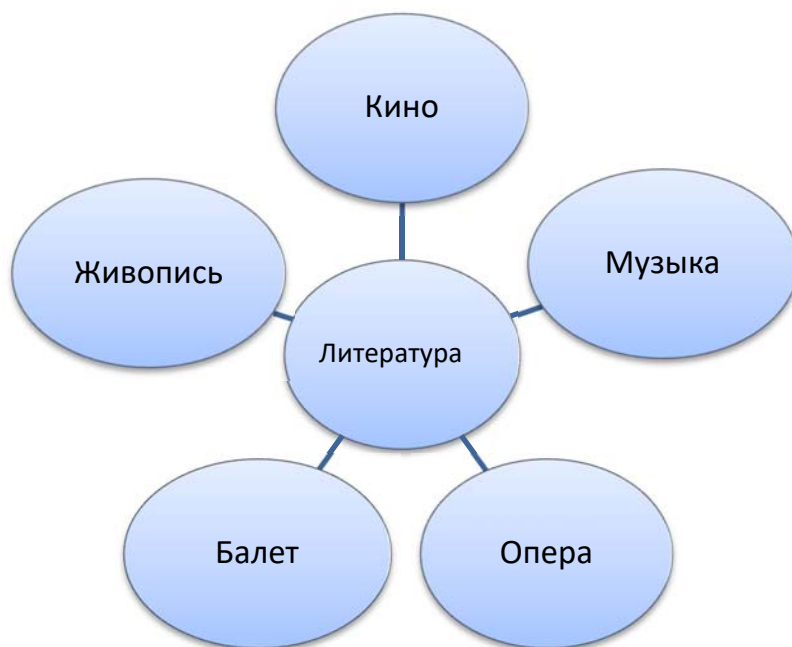 Кино
Живопись
Музыка
Литература
Балет
Опера